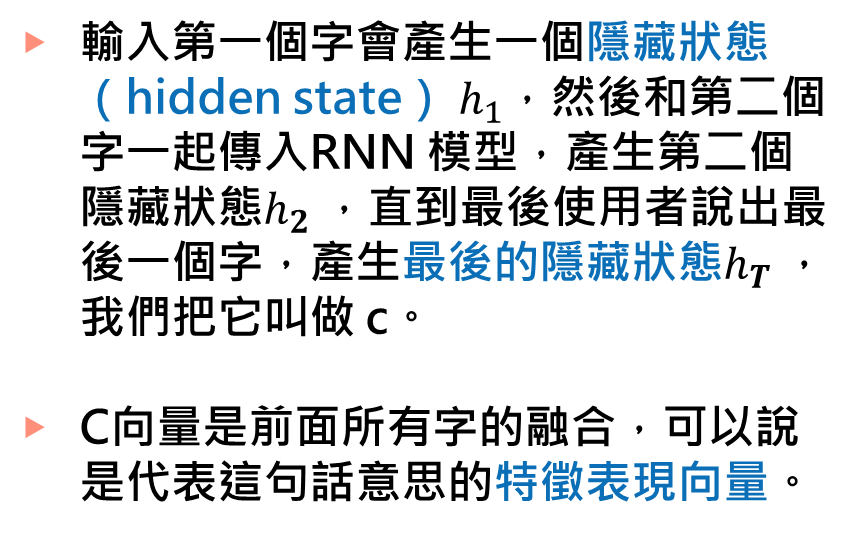 輸入第一個字會產生一個隱藏狀態
（hidden state） h₁，然後和第二個
字一起傳入RNN 模型，產生第二個
隱藏狀態h₂ ，直到最後使用者說出最
後一個字，產生最後的隱藏狀態h_T ，
我們把它叫做 c。
C向量是前面所有字的融合，可以說
是代表這句話意思的特徵表現向量。